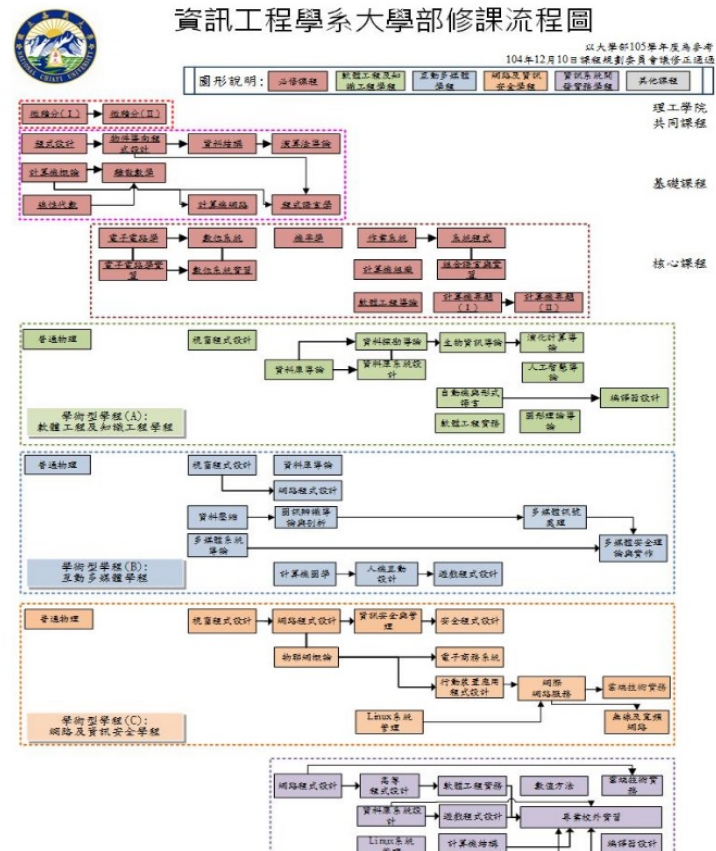 資訊工程學系大學部修課流程圖
以大學部105學年度為參考
104年12月10日課程規劃委員會議修正通過
圖形說明:
必修課程
軟體工程及知
識工程學程
互動多媒體
學程
網路及資訊
安全學程
資訊系統開
發實務學程
其他課程
理工學院
共同課程
微積分(I)
微積分(II)
基礎課程
程式設計
物件導向程
式設計
資料結構
演算法導論
計算機概論
離散數學
線性代數
計算機網路
程式語言學
核心課程
電子電路學
數位系統
機率學
作業系統
系統程式
電子電路學實
習
數位系統實習
計算機組織
組合語言與實
習
軟體工程導論
計算機專題
(I)
計算機專題
(II)
普通物理
視窗程式設計
資料探勘導論
生物資訊導論
演化計算導
論
資料庫導論
資料庫系統設
計
人工智慧導
論
自動機與形式
語言
編譯器設計
軟體工程實務
圖形理論導
論
學術型學程(A):
軟體工程及知識工程學程
普通物理
視窗程式設計
資料庫導論
網路程式設計
資料壓縮
圖訊辨識導
論與剖析
多媒體訊號
處理
多媒體系統
導論
多媒體安全理
論與實作
計算機圖學
人機互動
設計
遊戲程式設計
學術型學程(B):
互動多媒體學程
普通物理
視窗程式設計
網路程式設計
資訊安全與管
理
安全程式設計
物聯網概論
電子商務系統
行動裝置應用
程式設計
網際
網路服務
雲端技術實務
Linux系統
管理
無線及寬頻
網路
學術型學程(C):
網路及資訊安全學程
網路程式設計
高等
程式設計
軟體工程實務
數值方法
雲端技術實
務
資料庫系統設
計
遊戲程式設計
專業校外實習
Linux系統
管理
計算機結構
編譯器設計